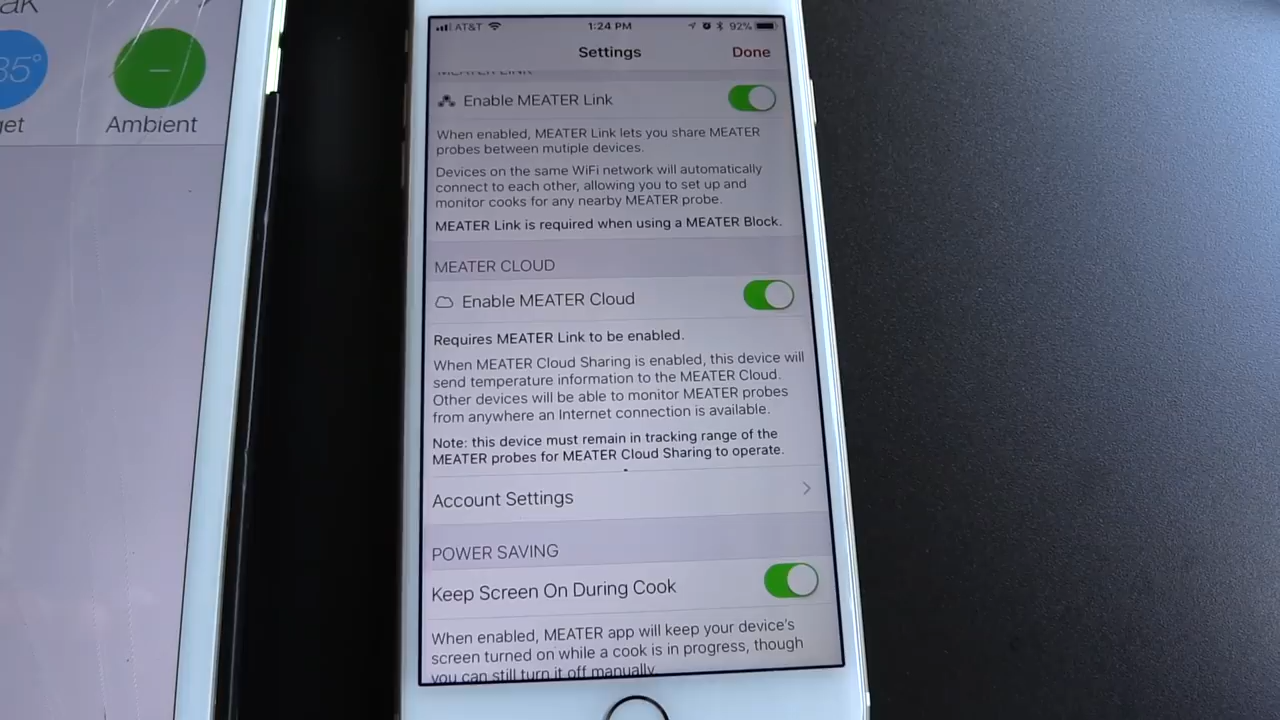 35°
Ambient
AT&T
1:24 PM
92%
Settings
Done
Enable MEATER Link
When enabled, MEATER Link lets you share MEATER
probes between mutiple devices.
Devices on the same WiFi network will automatically
connect to each other, allowing you to set up and
monitor cooks for any nearby MEATER probe.
MEATER Link is required when using a MEATER Block.
MEATER CLOUD
Enable MEATER Cloud
Requires MEATER Link to be enabled.
When MEATER Cloud Sharing is enabled, this device will
send temperature information to the MEATER Cloud.
Other devices will be able to monitor MEATER probes
from anywhere an Internet connection is available.
Note: this device must remain in tracking range of the
MEATER probes for MEATER Cloud Sharing to operate.
Account Settings
POWER SAVING
Keep Screen On During Cook
When enabled, MEATER app will keep your device's
screen turned on while a cook is in progress, though
you can still turn it off manually